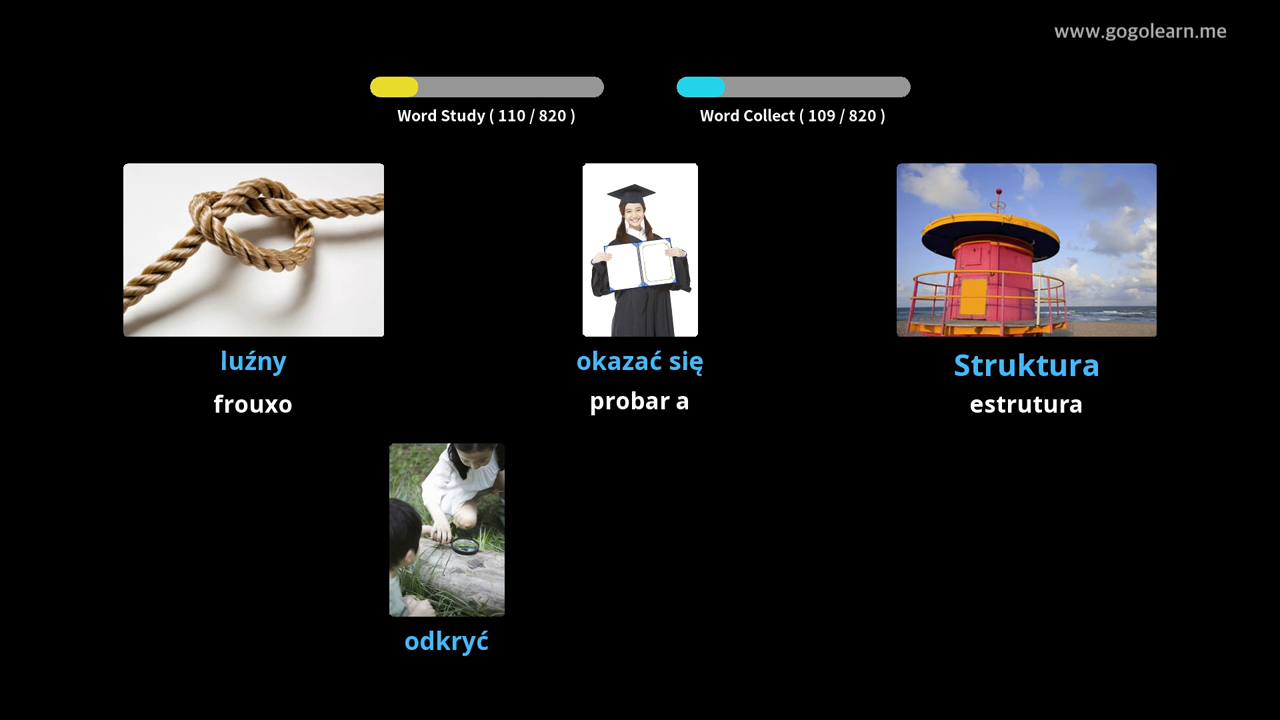 www.gogolearn.me
Word Study ( 110 / 820 )
Word Collect ( 109 / 820 )
luźny
okazać się
Struktura
frouxo
probar a
estrutura
odkryć